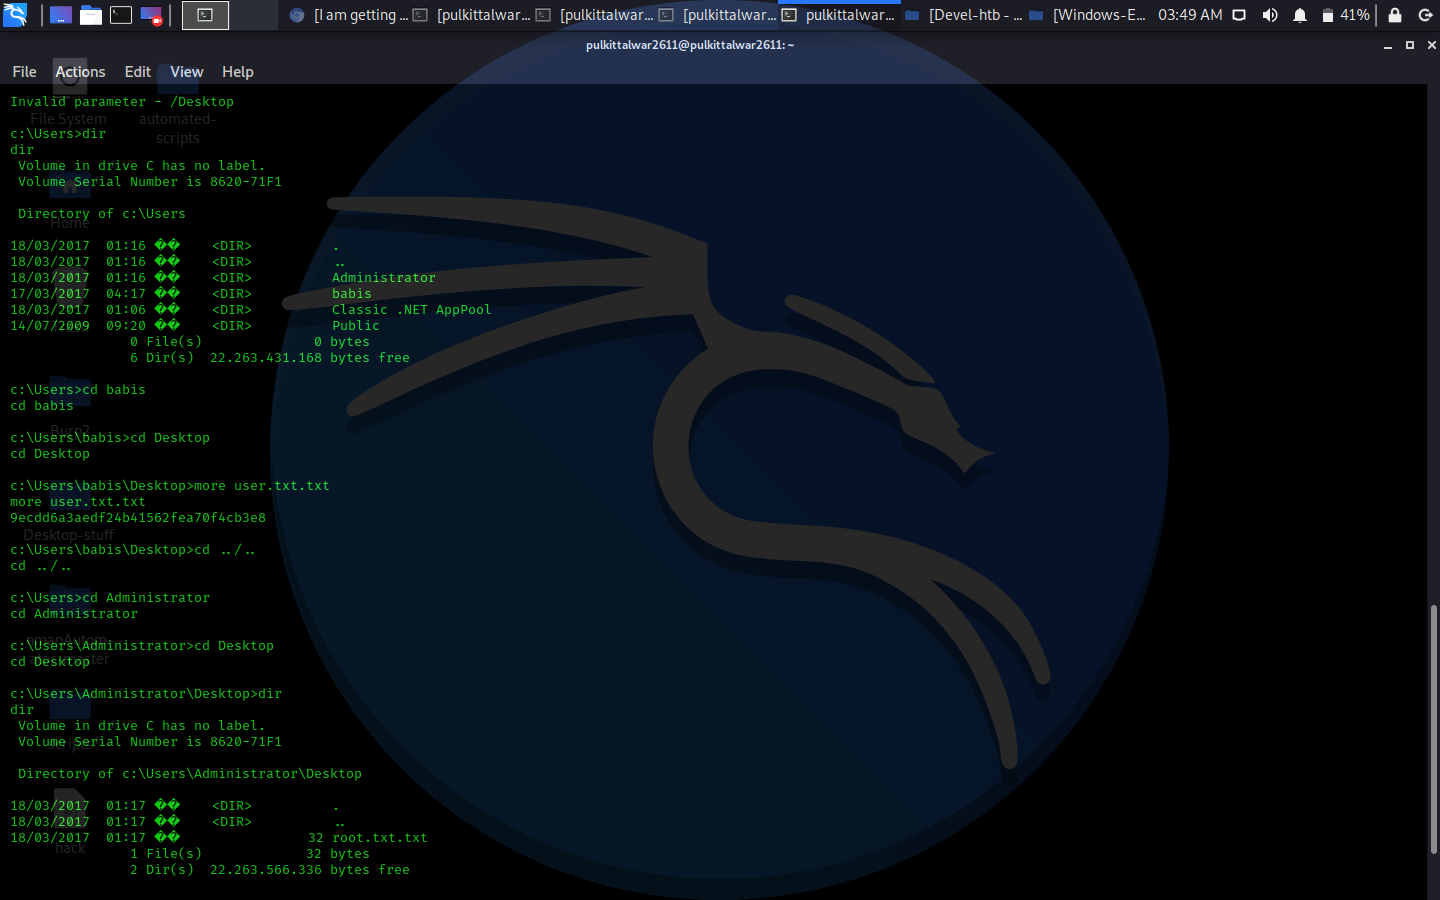 [I am getting ... [pulkittalwar... [pulkittalwar... [pulkittalwar... pulkittalwar... [Devel-htb - ... [Windows-E... 03:49 AM 41%
pulkittalwar2611@pulkittalwar2611: ~
File Actions Edit View Help
Invalid parameter - /Desktop
File System
automated-
scripts
c:\Users>dir
dir
Volume in drive C has no label.
Volume Serial Number is 8620-71F1
Directory of c:\Users
Home
18/03/2017 01:16 �� <DIR> .
18/03/2017 01:16 �� <DIR> ..
18/03/2017 01:16 �� <DIR> Administrator
17/03/2017 04:17 �� <DIR> babis
18/03/2017 01:06 �� <DIR> Classic .NET AppPool
14/07/2009 09:20 �� <DIR> Public
0 File(s) 0 bytes
6 Dir(s) 22.263.431.168 bytes free
c:\Users>cd babis
cd babis
c:\Users\babis>cd Desktop
cd Desktop
c:\Users\babis\Desktop>more user.txt.txt
more user.txt.txt
9ecdd6a3aedf24b41562fea70f4cb3e8
Desktop-stuff
c:\Users\babis\Desktop>cd ../..
cd ../..
c:\Users>cd Administrator
cd Administrator
c:\Users\Administrator>cd Desktop
cd Desktop
c:\Users\Administrator\Desktop>dir
dir
Volume in drive C has no label.
Volume Serial Number is 8620-71F1
Directory of c:\Users\Administrator\Desktop
18/03/2017 01:17 �� <DIR> .
18/03/2017 01:17 �� <DIR> ..
18/03/2017 01:17 �� 32 root.txt.txt
hack
1 File(s) 32 bytes
2 Dir(s) 22.263.566.336 bytes free